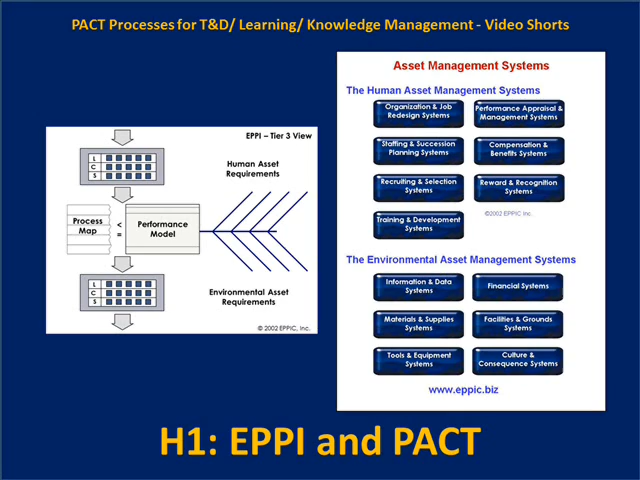 PACT Processes for T&D/ Learning/ Knowledge Management - Video Shorts
EPPI – Tier 3 View
L
C
S
Human Asset
Requirements
Process
Map
<
=
Performance
Model
L
C
S
Environmental Asset
Requirements
© 2002 EPPIC, Inc.
Asset Management Systems
The Human Asset Management Systems
Organization & Job
Redesign Systems
Performance Appraisal &
Management Systems
Staffing & Succession
Planning Systems
Compensation &
Benefits Systems
Recruiting & Selection
Systems
Reward & Recognition
Systems
Training & Development
Systems
©2002 EPPIC Inc.
The Environmental Asset Management Systems
Information & Data
Systems
Financial Systems
Materials & Supplies
Systems
Facilities & Grounds
Systems
Tools & Equipment
Systems
Culture &
Consequence Systems
www.eppic.biz
H1: EPPI and PACT